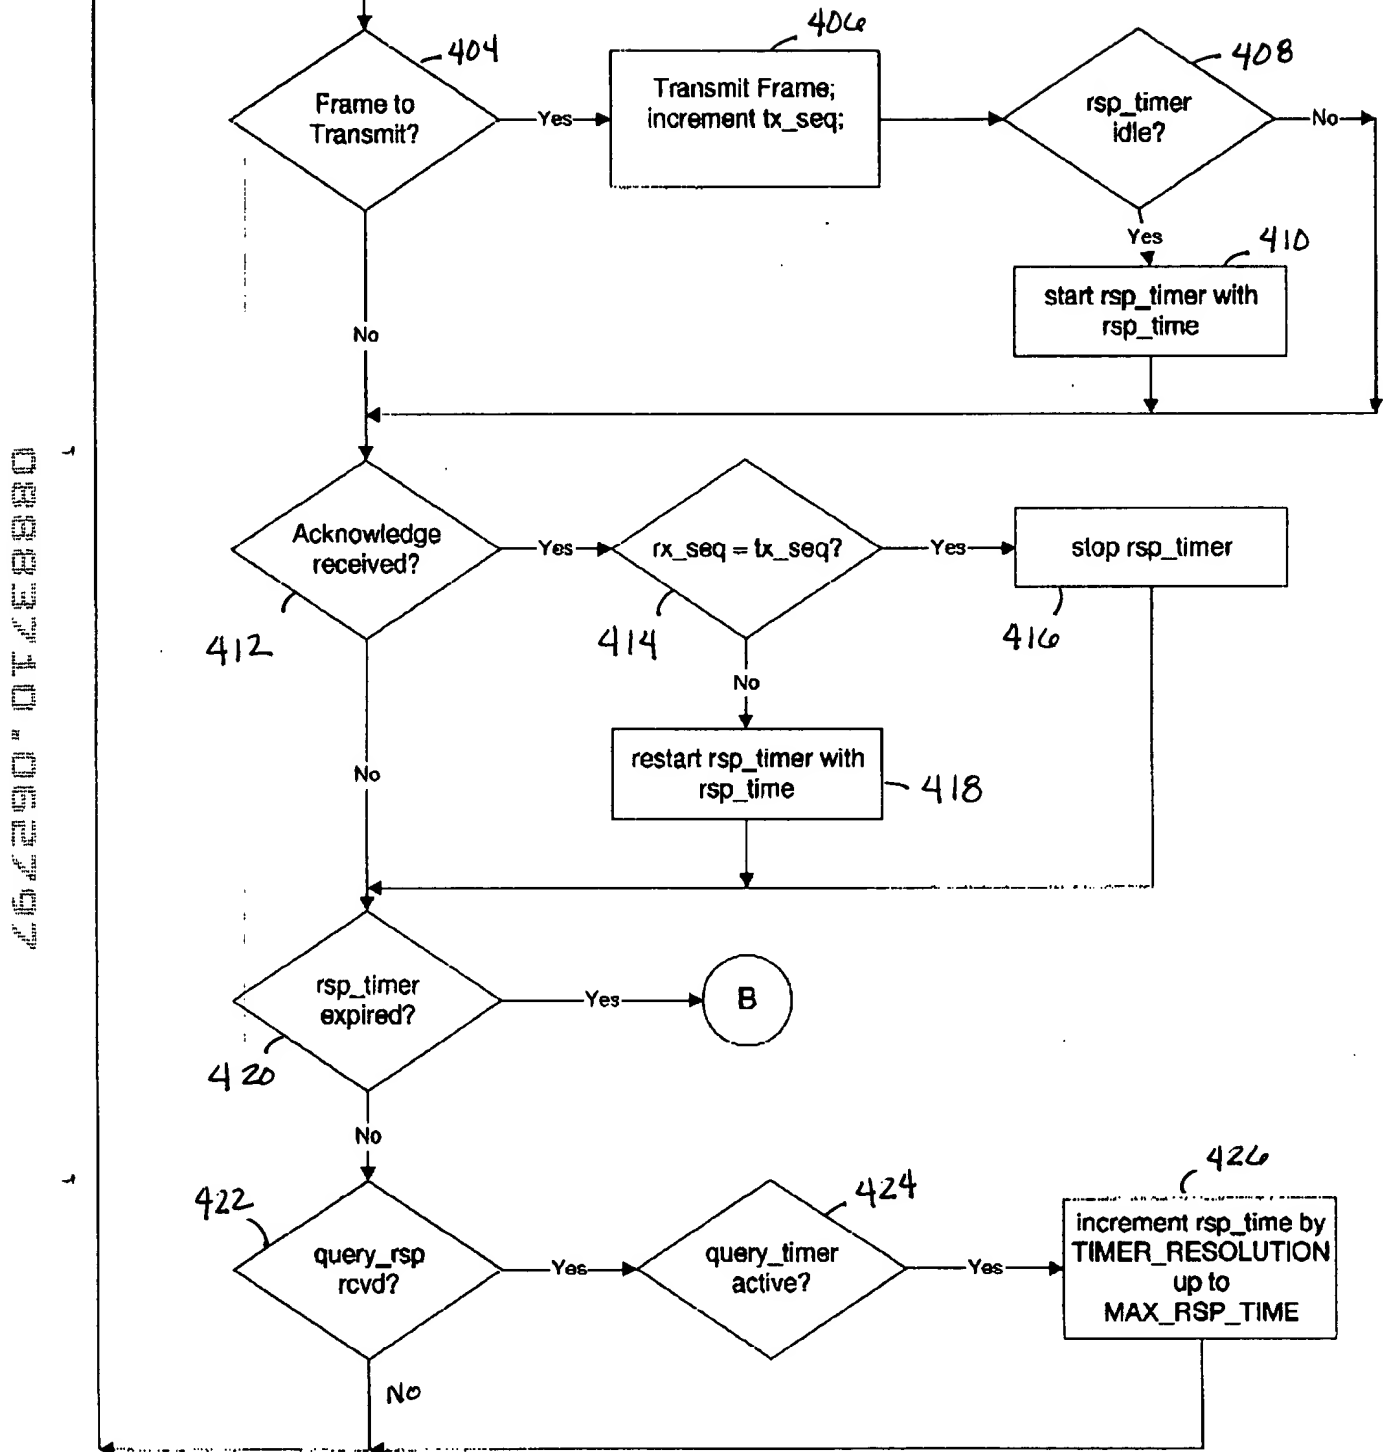 404
Frame to
Transmit?
Yes
406
Transmit Frame;
increment tx_seq;
408
rsp_timer
idle?
No
Yes
410
start rsp_timer with
rsp_time
No
Acknowledge
received?
412
Yes
rx_seq = tx_seq?
414
Yes
stop rsp_timer
416
No
restart rsp_timer with
rsp_time
418
No
rsp_timer
expired?
420
Yes
B
No
422
query_rsp
rcvd?
Yes
424
query_timer
active?
Yes
426
increment rsp_time by
TIMER_RESOLUTION
up to
MAX_RSP_TIME
No
08883710.062797